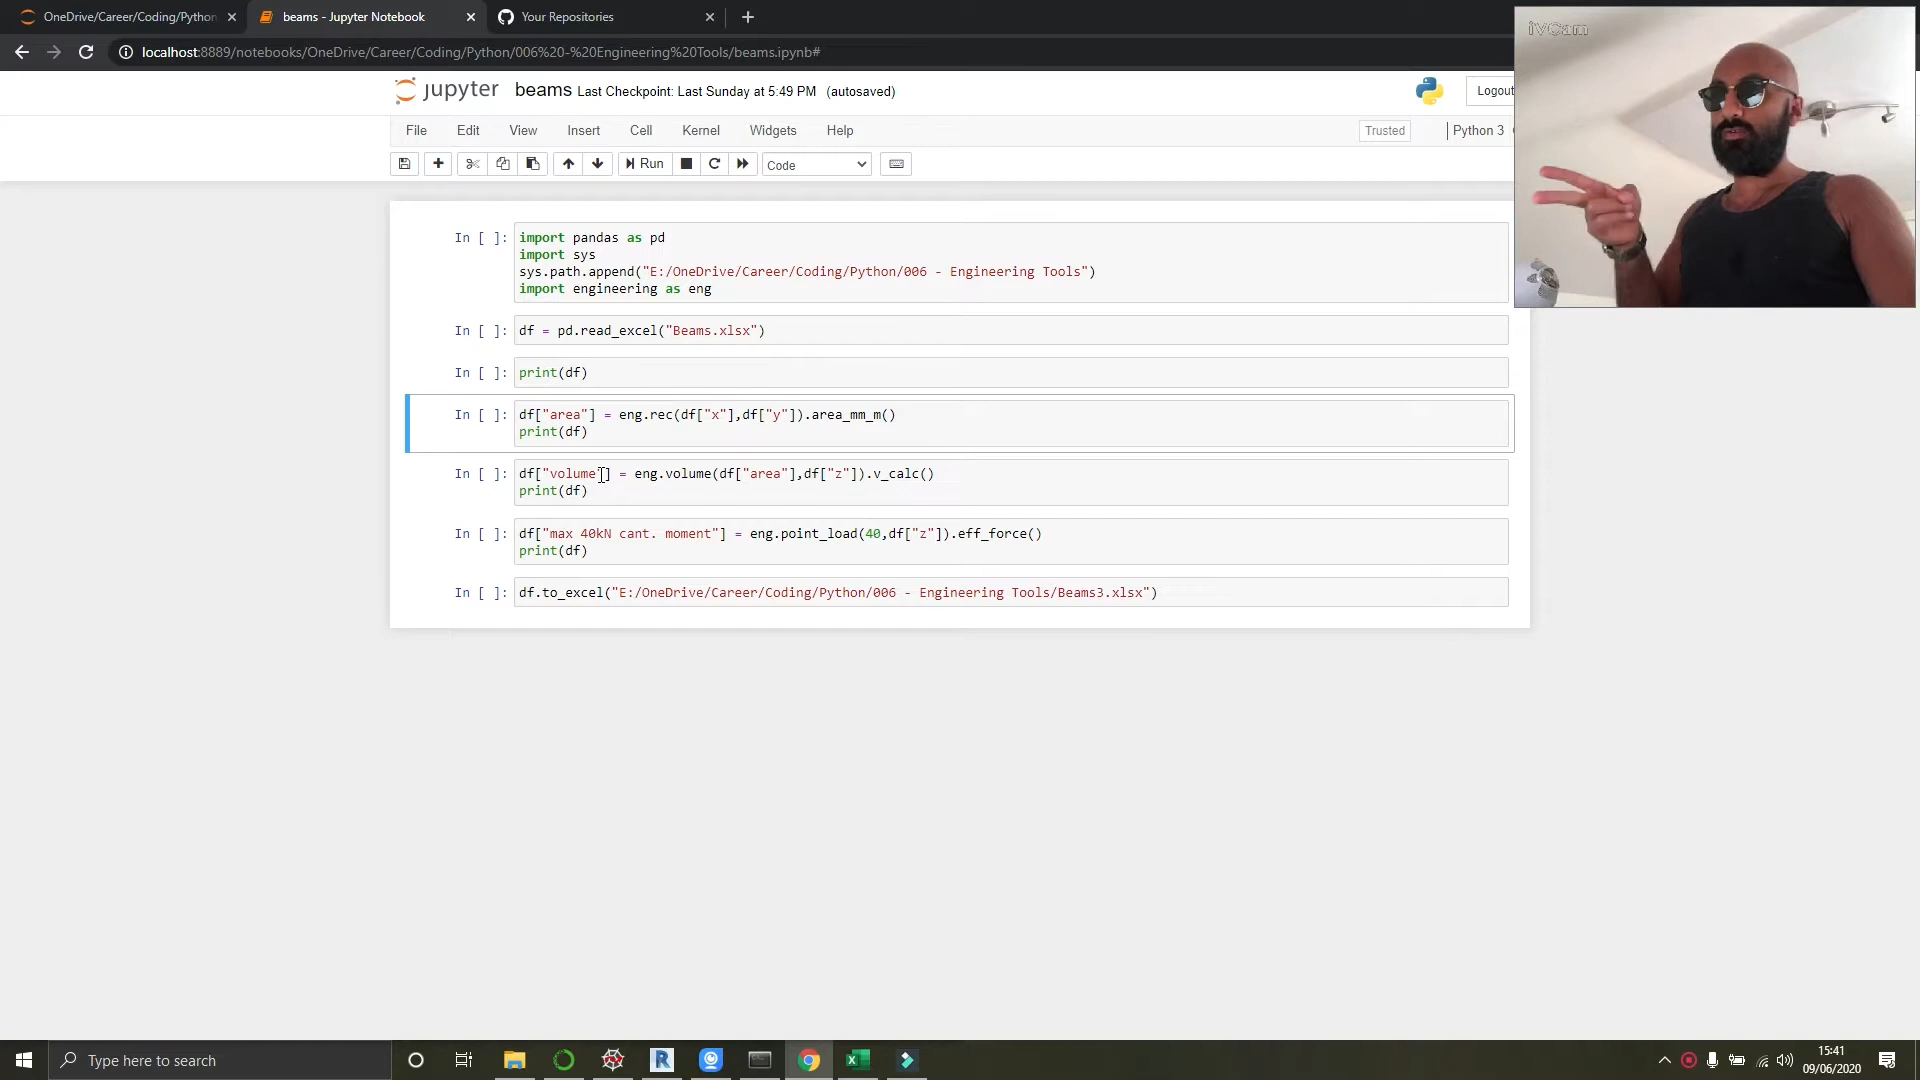 OneDrive/Career/Coding/Python
beams - Jupyter Notebook
Your Repositories
localhost:8889/notebooks/OneDrive/Career/Coding/Python/006%20-%20Engineering%20Tools/beams.ipynb#
iVCam
jupyter beams Last Checkpoint: Last Sunday at 5:49 PM (autosaved)
Logout
File Edit View Insert Cell Kernel Widgets Help
Trusted
Python 3
Run
Code
In [ ]: import pandas as pd
import sys
sys.path.append("E:/OneDrive/Career/Coding/Python/006 - Engineering Tools")
import engineering as eng
In [ ]: df = pd.read_excel("Beams.xlsx")
In [ ]: print(df)
In [ ]: df["area"] = eng.rec(df["x"],df["y"]).area_mm_m()
print(df)
In [ ]: df["volume"] = eng.volume(df["area"],df["z"]).v_calc()
print(df)
In [ ]: df["max 40kN cant. moment"] = eng.point_load(40,df["z"]).eff_force()
print(df)
In [ ]: df.to_excel("E:/OneDrive/Career/Coding/Python/006 - Engineering Tools/Beams3.xlsx")
Type here to search
15:41
09/06/2020